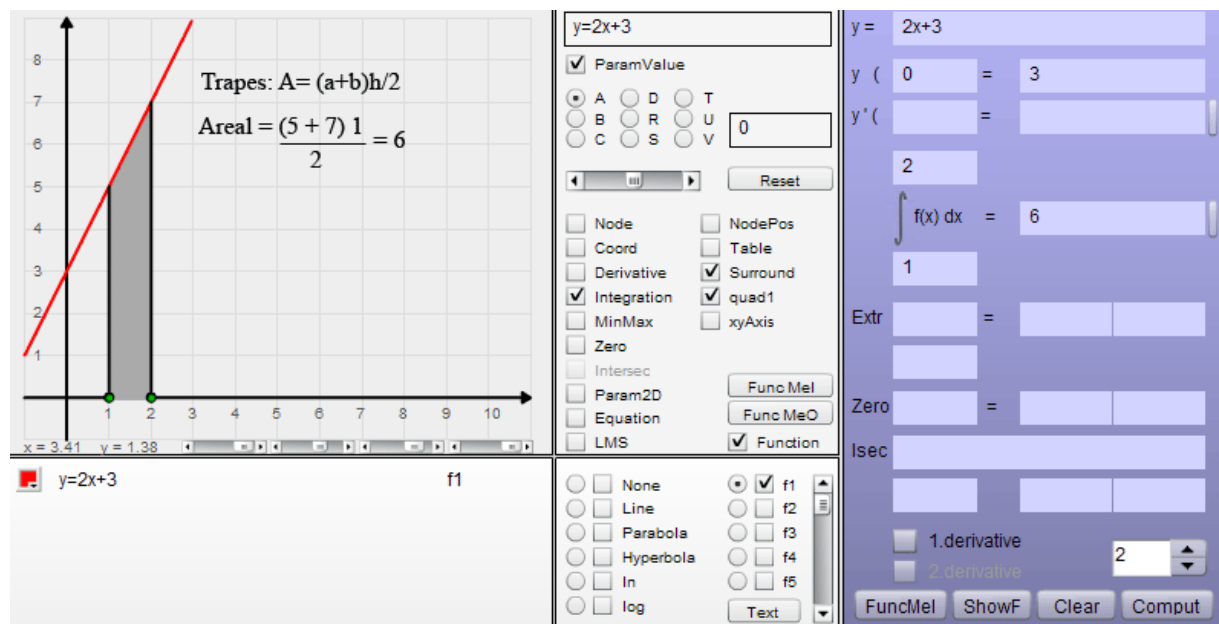 8
7
6
5
4
3
2
1
Trapes: A= (a+b)h/2
Areal = (5 + 7) 1 = 6
2
1 2 3 4 5 6 7 8 9 10
x = 3.41 y = 1.38
y=2x+3 f1
y=2x+3
ParamValue
A D T
B R U
C S V
0
Reset
Node NodePos
Coord Table
Derivative Surround
Integration quad1
MinMax xyAxis
Zero
Intersec
Param2D
Equation
LMS
Func MeI
Func MeO
Function
None f1
Line f2
Parabola f3
Hyperbola f4
ln f5
log
Text
y = 2x+3
y ( 0 = 3
y'( =
2
∫ f(x) dx = 6
1
Extr =
Zero =
Isec
1.derivative
2.derivative
2
FuncMeI ShowF Clear Comput